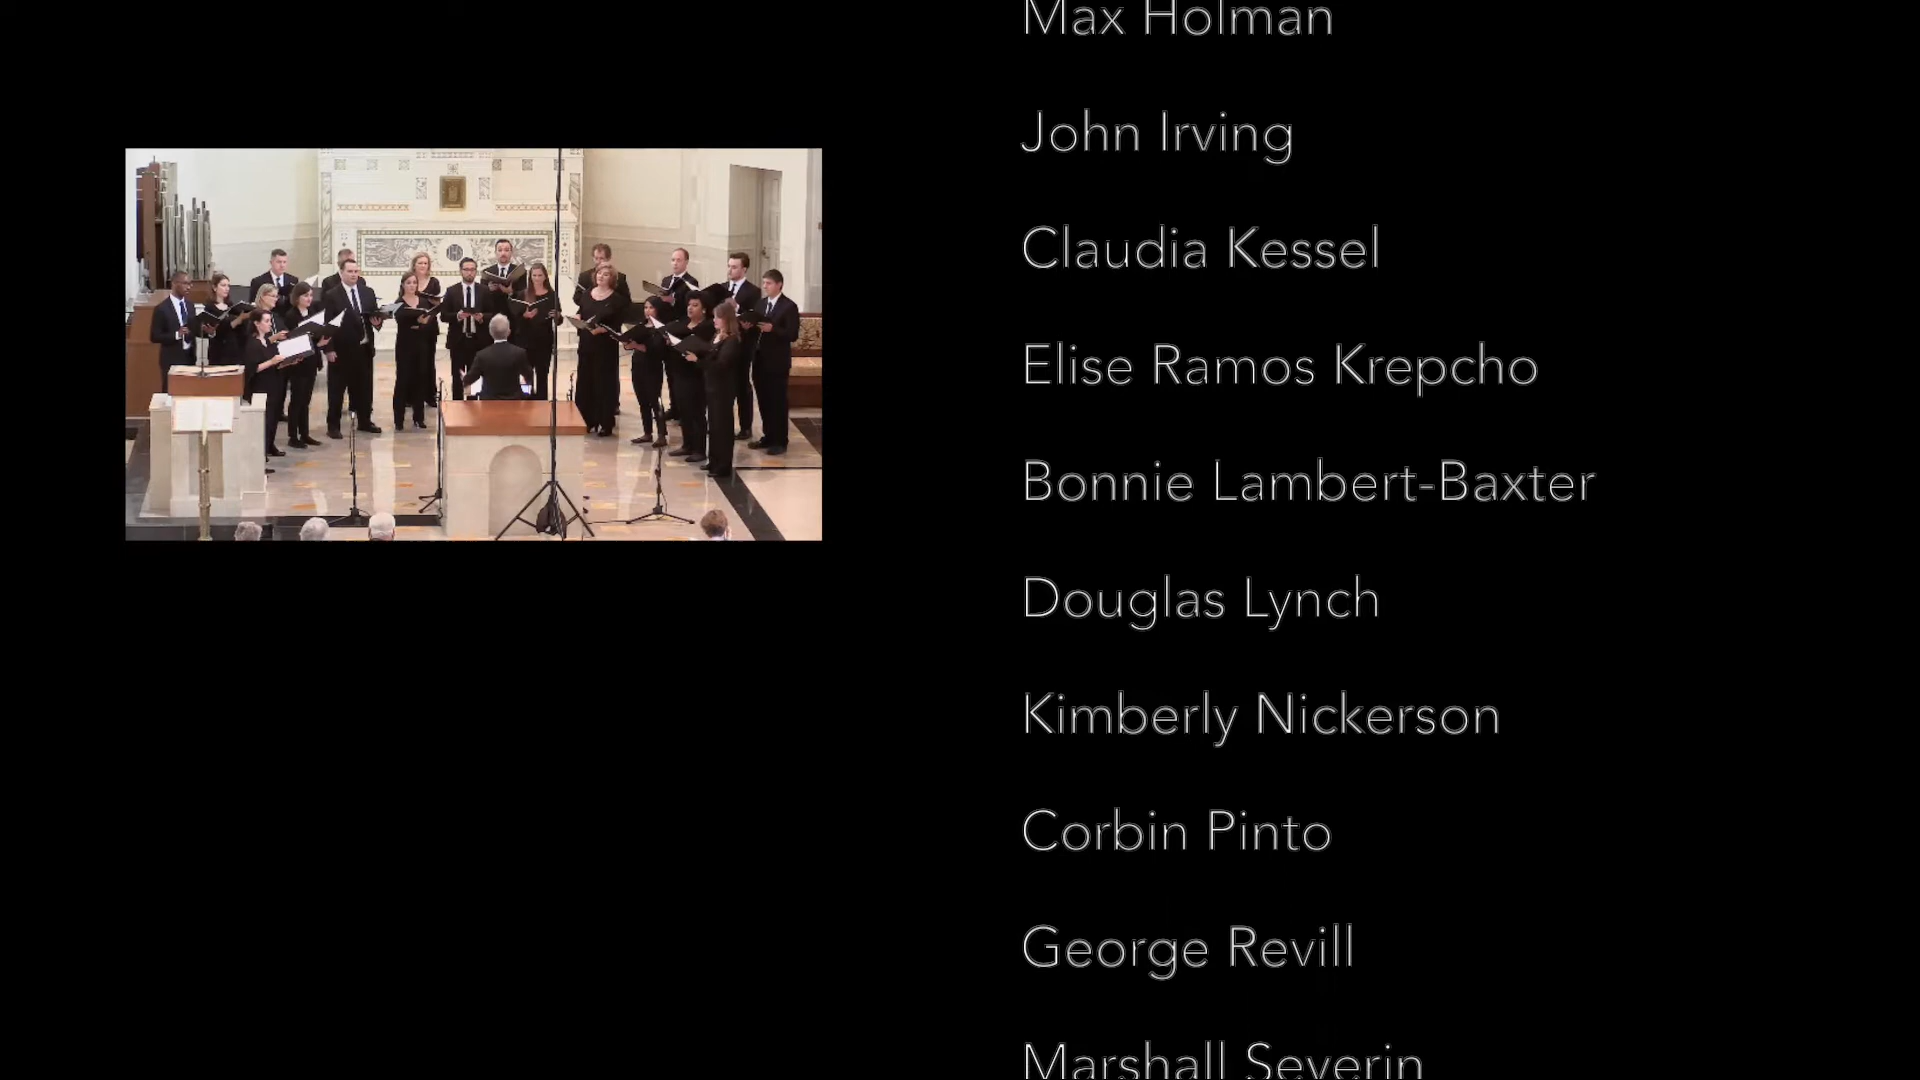 Max Holman
John Irving
Claudia Kessel
Elise Ramos Krepcho
Bonnie Lambert-Baxter
Douglas Lynch
Kimberly Nickerson
Corbin Pinto
George Revill
Marshall Severin